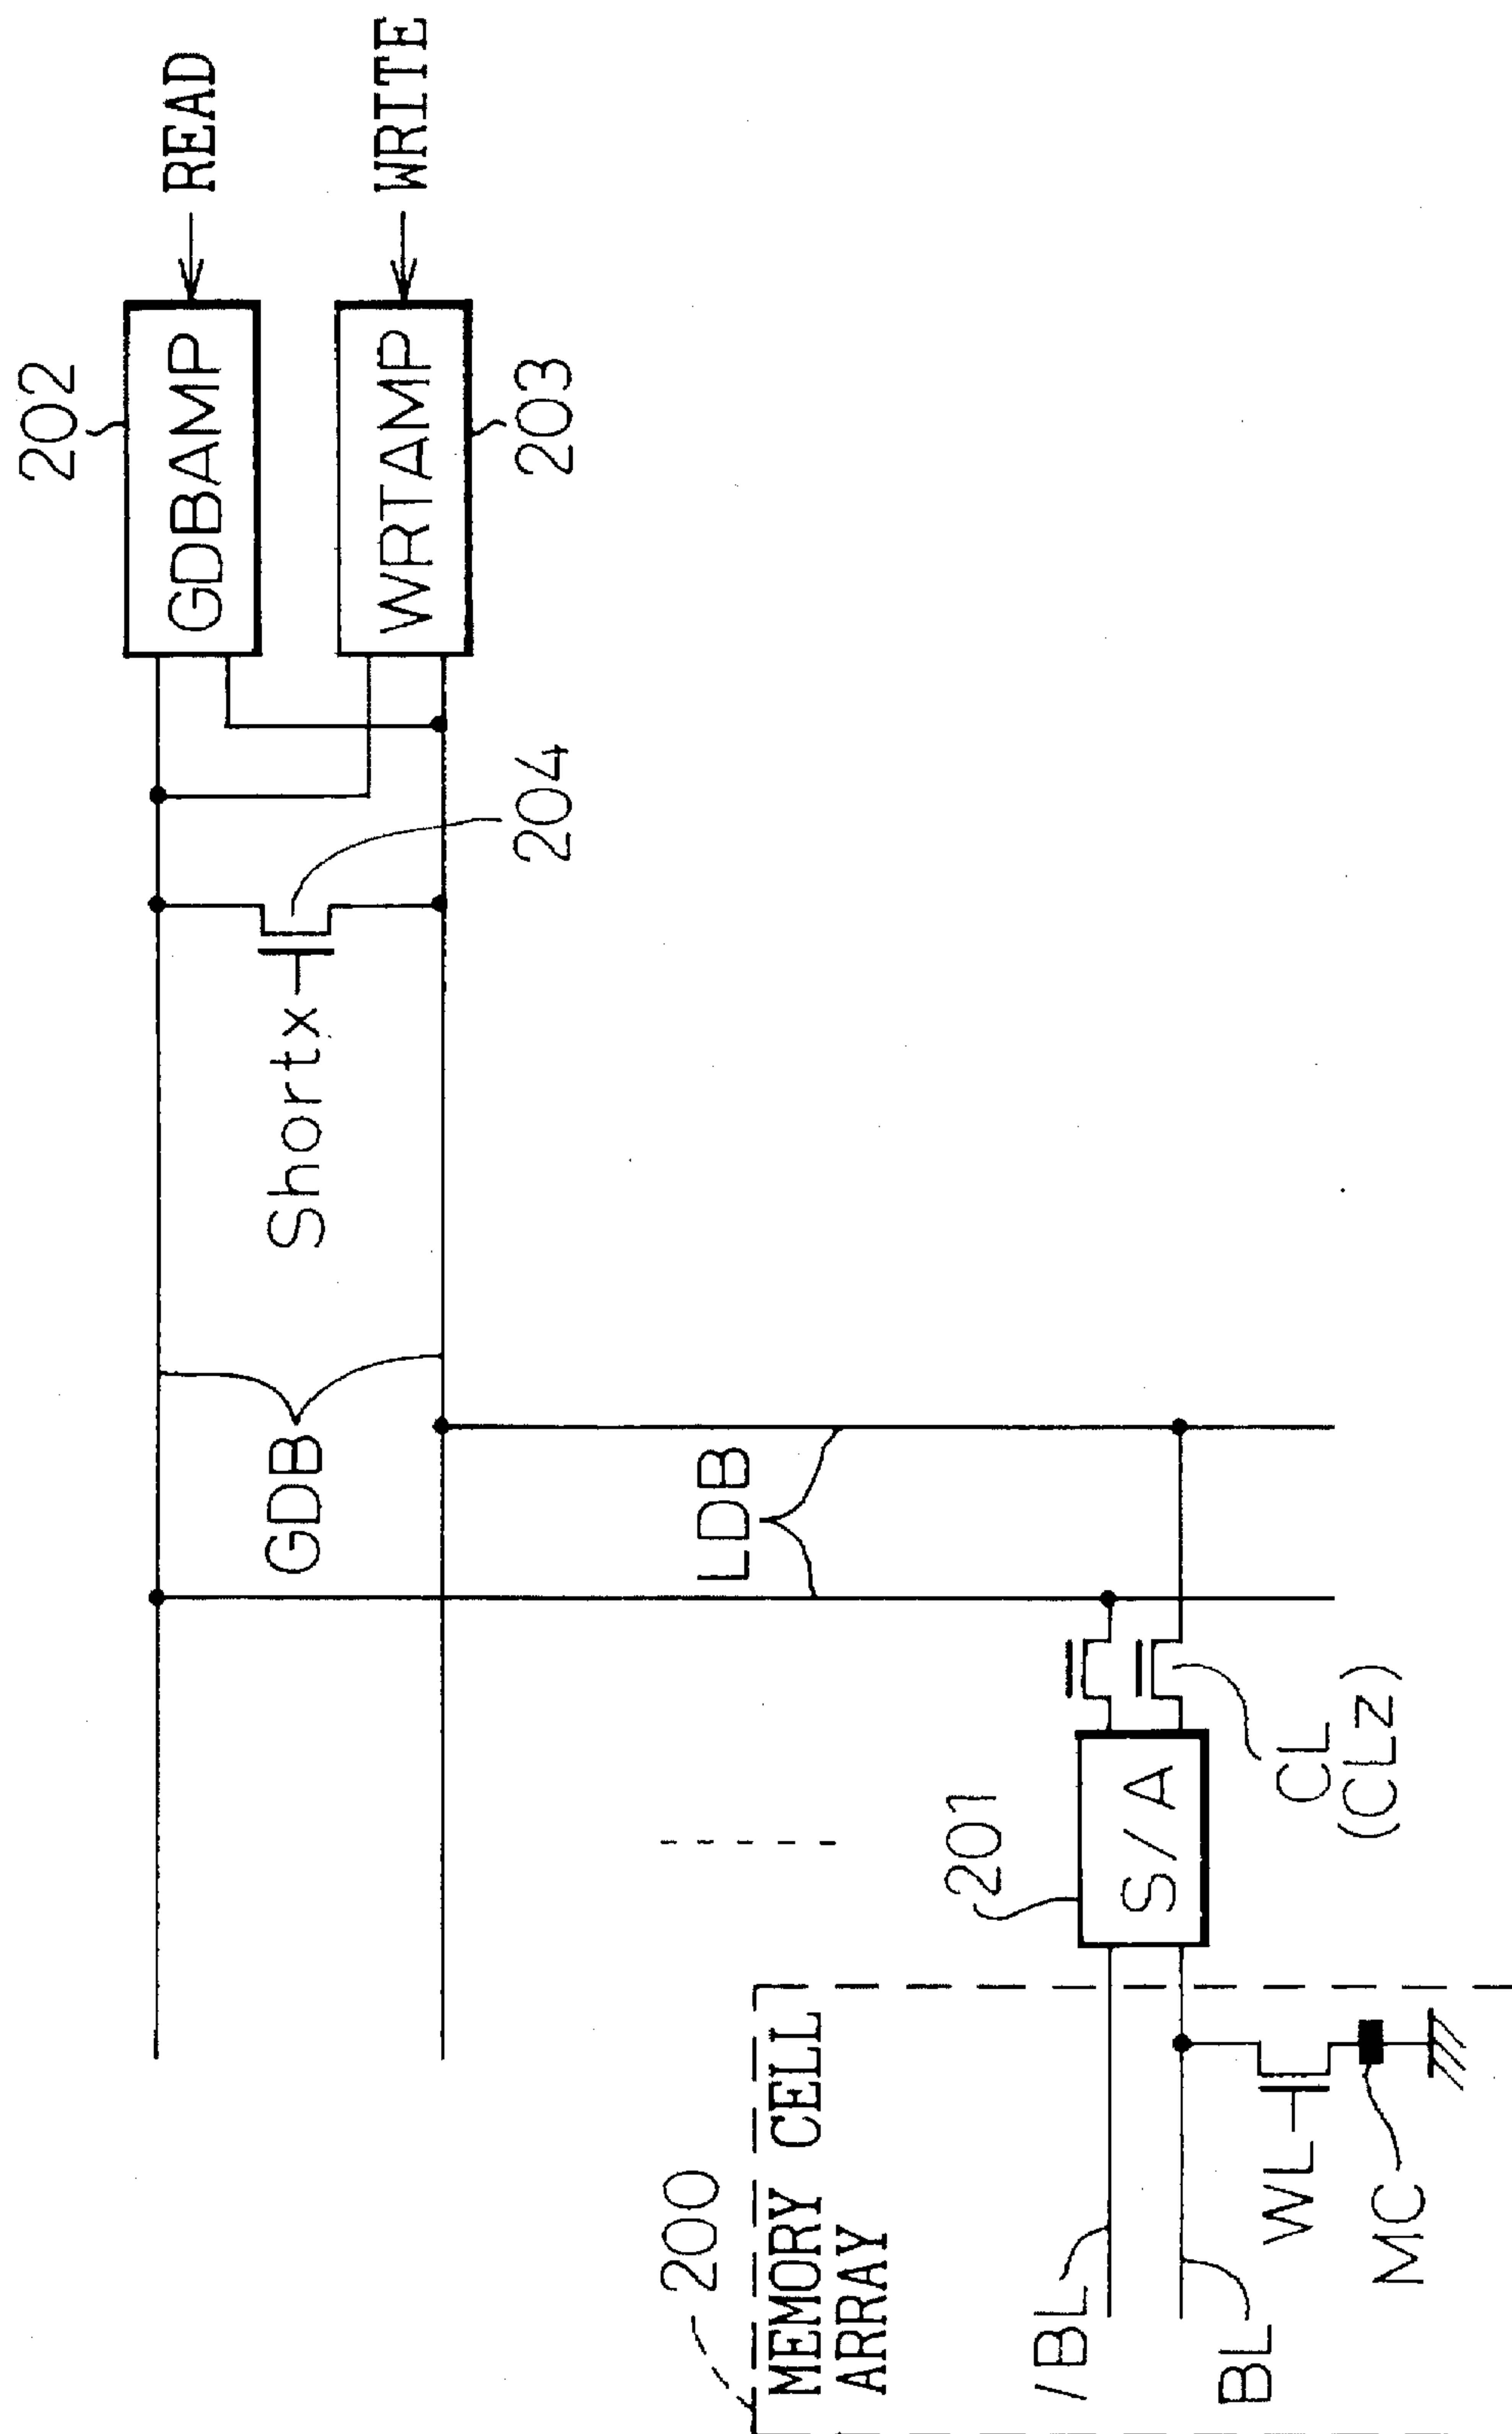 202
GDBAMP
READ
203
WRTAMP
WRITE
204
Shortx
GDB
LDB
200
MEMORY CELL
ARRAY
201
S/A
CL
(CLz)
/BL
BL
WL
MC